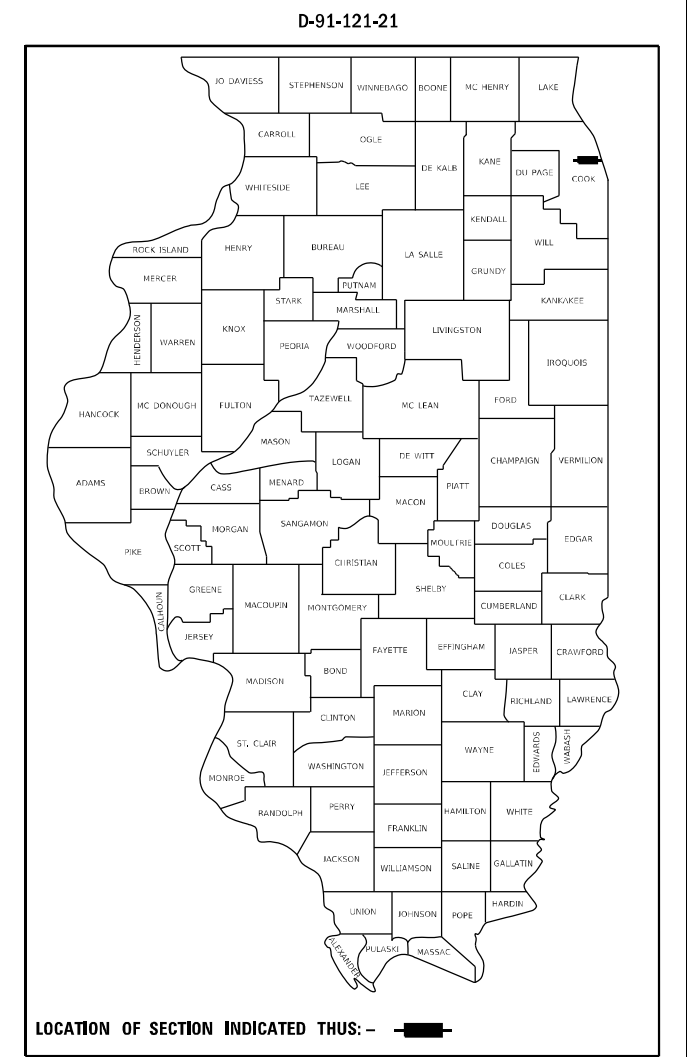 D-91-121-21
JO DAVIESS
STEPHENSON
WINNEBAGO
BOONE
MC HENRY
LAKE
CARROLL
OGLE
DE KALB
KANE
DU PAGE
COOK
WHITESIDE
LEE
KENDALL
WILL
ROCK ISLAND
HENRY
BUREAU
LA SALLE
GRUNDY
MERCER
PUTNAM
STARK
MARSHALL
KANKAKEE
HENDERSON
WARREN
KNOX
PEORIA
WOODFORD
LIVINGSTON
IROQUOIS
HANCOCK
MC DONOUGH
FULTON
TAZEWELL
MC LEAN
FORD
SCHUYLER
MASON
LOGAN
DE WITT
CHAMPAIGN
VERMILION
ADAMS
BROWN
CASS
MENARD
PIATT
MACON
MORGAN
SANGAMON
DOUGLAS
EDGAR
PIKE
SCOTT
CHRISTIAN
MOULTRIE
COLES
GREENE
SHELBY
CALHOUN
MACOUPIN
MONTGOMERY
CUMBERLAND
CLARK
JERSEY
FAYETTE
EFFINGHAM
JASPER
CRAWFORD
MADISON
BOND
CLAY
RICHLAND
LAWRENCE
CLINTON
MARION
ST. CLAIR
WAYNE
EDWARDS
WABASH
MONROE
WASHINGTON
JEFFERSON
RANDOLPH
PERRY
HAMILTON
WHITE
FRANKLIN
JACKSON
WILLIAMSON
SALINE
GALLATIN
UNION
JOHNSON
POPE
HARDIN
ALEXANDER
PULASKI
MASSAC
LOCATION OF SECTION INDICATED THUS: –